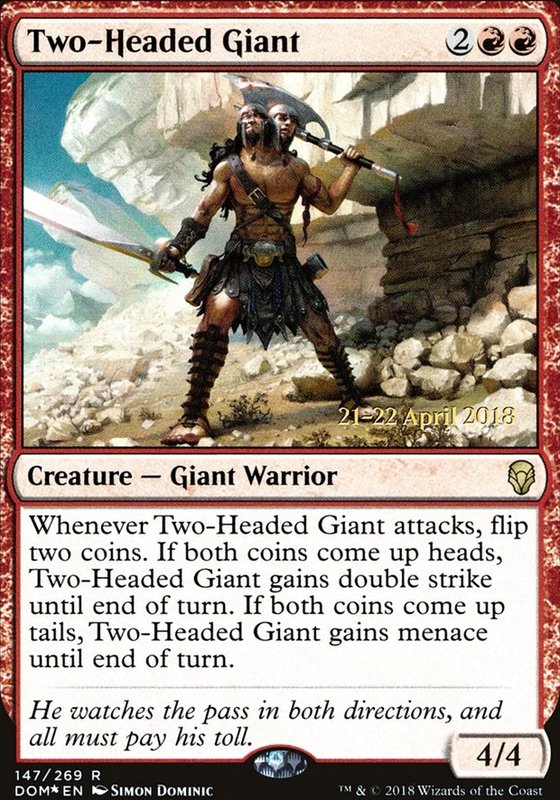 Two-Headed Giant 2
21-22 April 2018
Creature — Giant Warrior
Whenever Two-Headed Giant attacks, flip
two coins. If both coins come up heads,
Two-Headed Giant gains double strike
until end of turn. If both coins come up
tails, Two-Headed Giant gains menace
until end of turn.
He watches the pass in both directions, and
all must pay his toll.
4/4
147/269 R
DOM★EN Simon Dominic
™ & © 2018 Wizards of the Coast